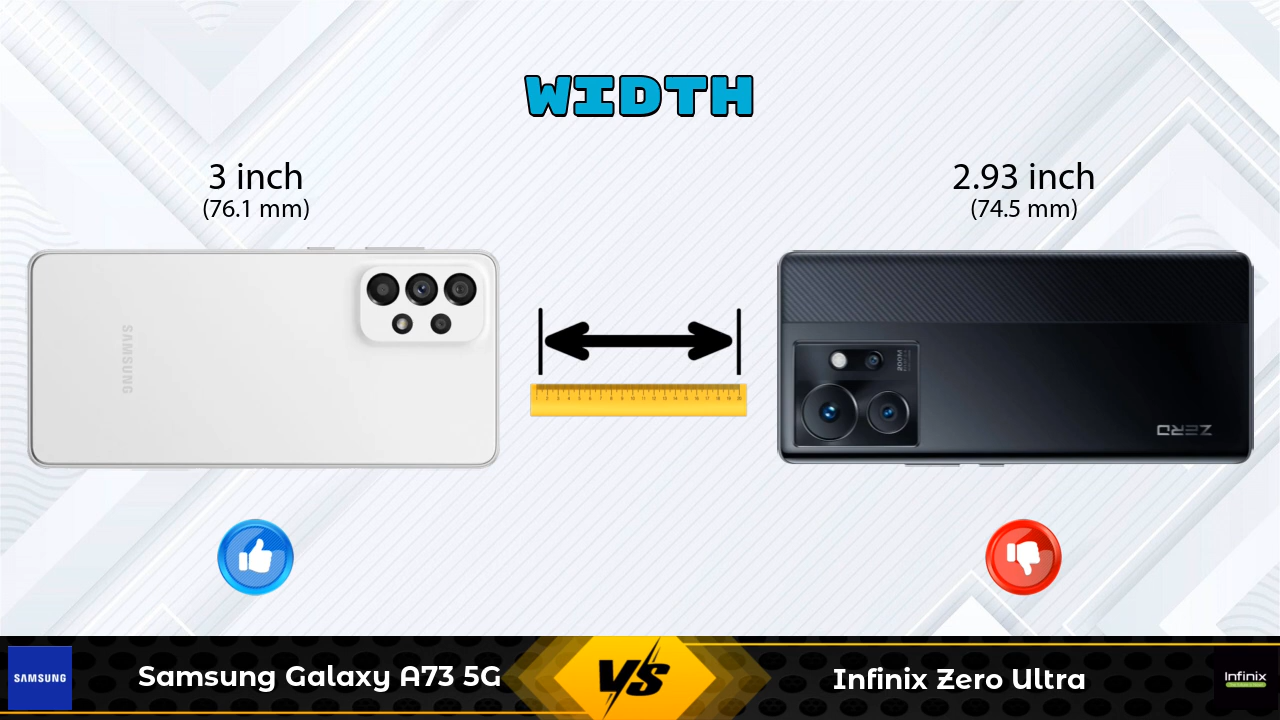 WIDTH
3 inch
(76.1 mm)
2.93 inch
(74.5 mm)
SAMSUNG
200M
ZERO
SAMSUNG
Samsung Galaxy A73 5G
VS
Infinix Zero Ultra
Infinix